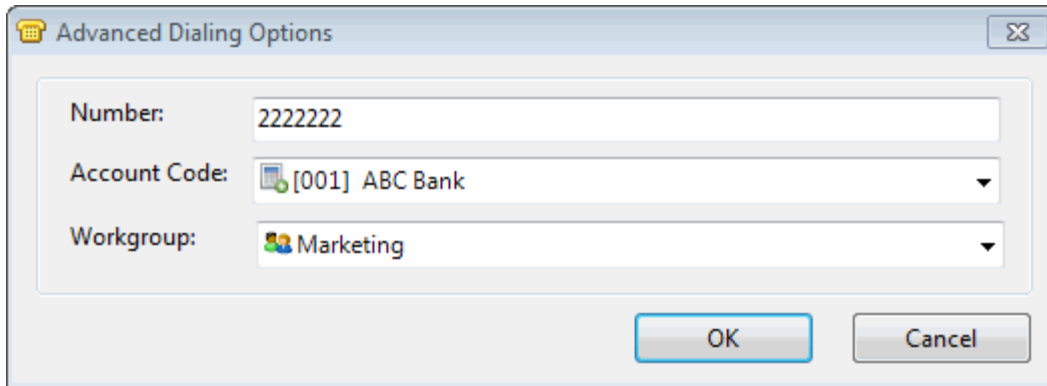 Advanced Dialing Options
Number: 2222222
Account Code: [001] ABC Bank
Workgroup: Marketing
OK Cancel